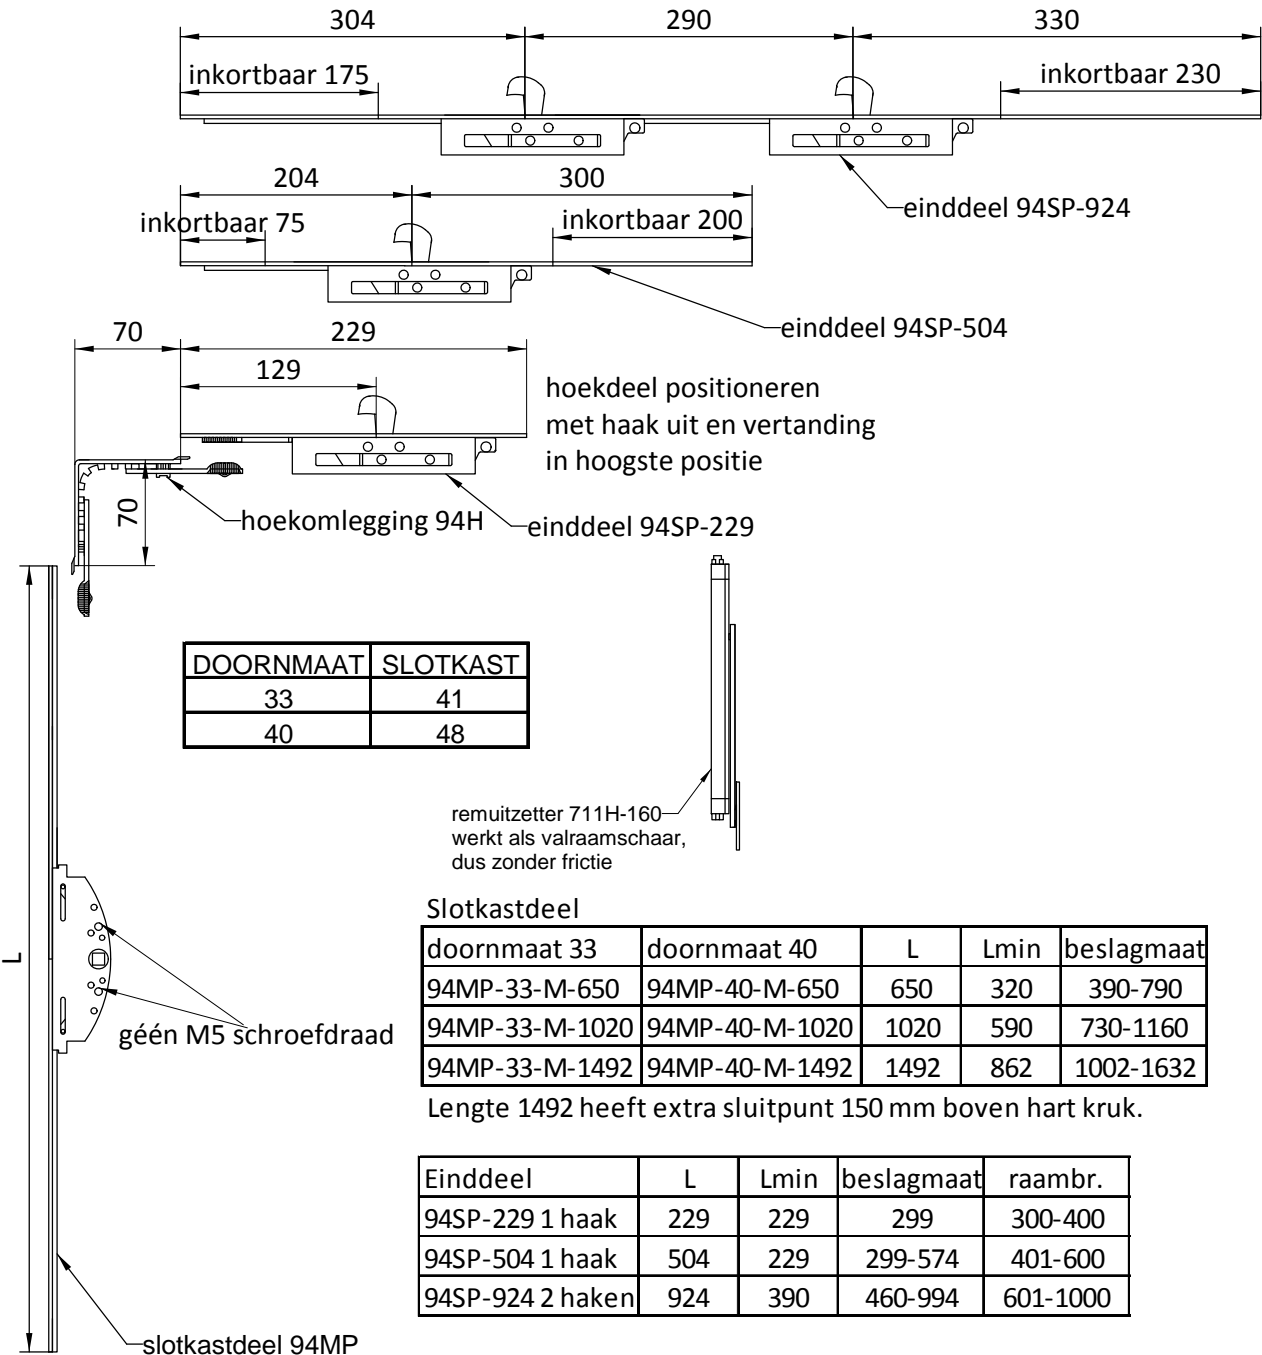 304 290 330
inkortbaar 175 inkortbaar 230
einddeel 94SP-924
204 300
inkortbaar 75 inkortbaar 200
einddeel 94SP-504
70 229
129
hoekdeel positioneren
met haak uit en vertanding
in hoogste positie
70
hoekomlegging 94H
einddeel 94SP-229
DOORNMAAT SLOTKAST
33 41
40 48
remuitzetter 711H-160
werkt als valraamschaar,
dus zonder frictie
L
géén M5 schroefdraad
slotkastdeel 94MP
Slotkastdeel
doornmaat 33 doornmaat 40 L Lmin beslagmaat
94MP-33-M-650 94MP-40-M-650 650 320 390-790
94MP-33-M-1020 94MP-40-M-1020 1020 590 730-1160
94MP-33-M-1492 94MP-40-M-1492 1492 862 1002-1632
Lengte 1492 heeft extra sluitpunt 150 mm boven hart kruk.
Einddeel L Lmin beslagmaat raambr.
94SP-229 1 haak 229 229 299 300-400
94SP-504 1 haak 504 229 299-574 401-600
94SP-924 2 haken 924 390 460-994 601-1000